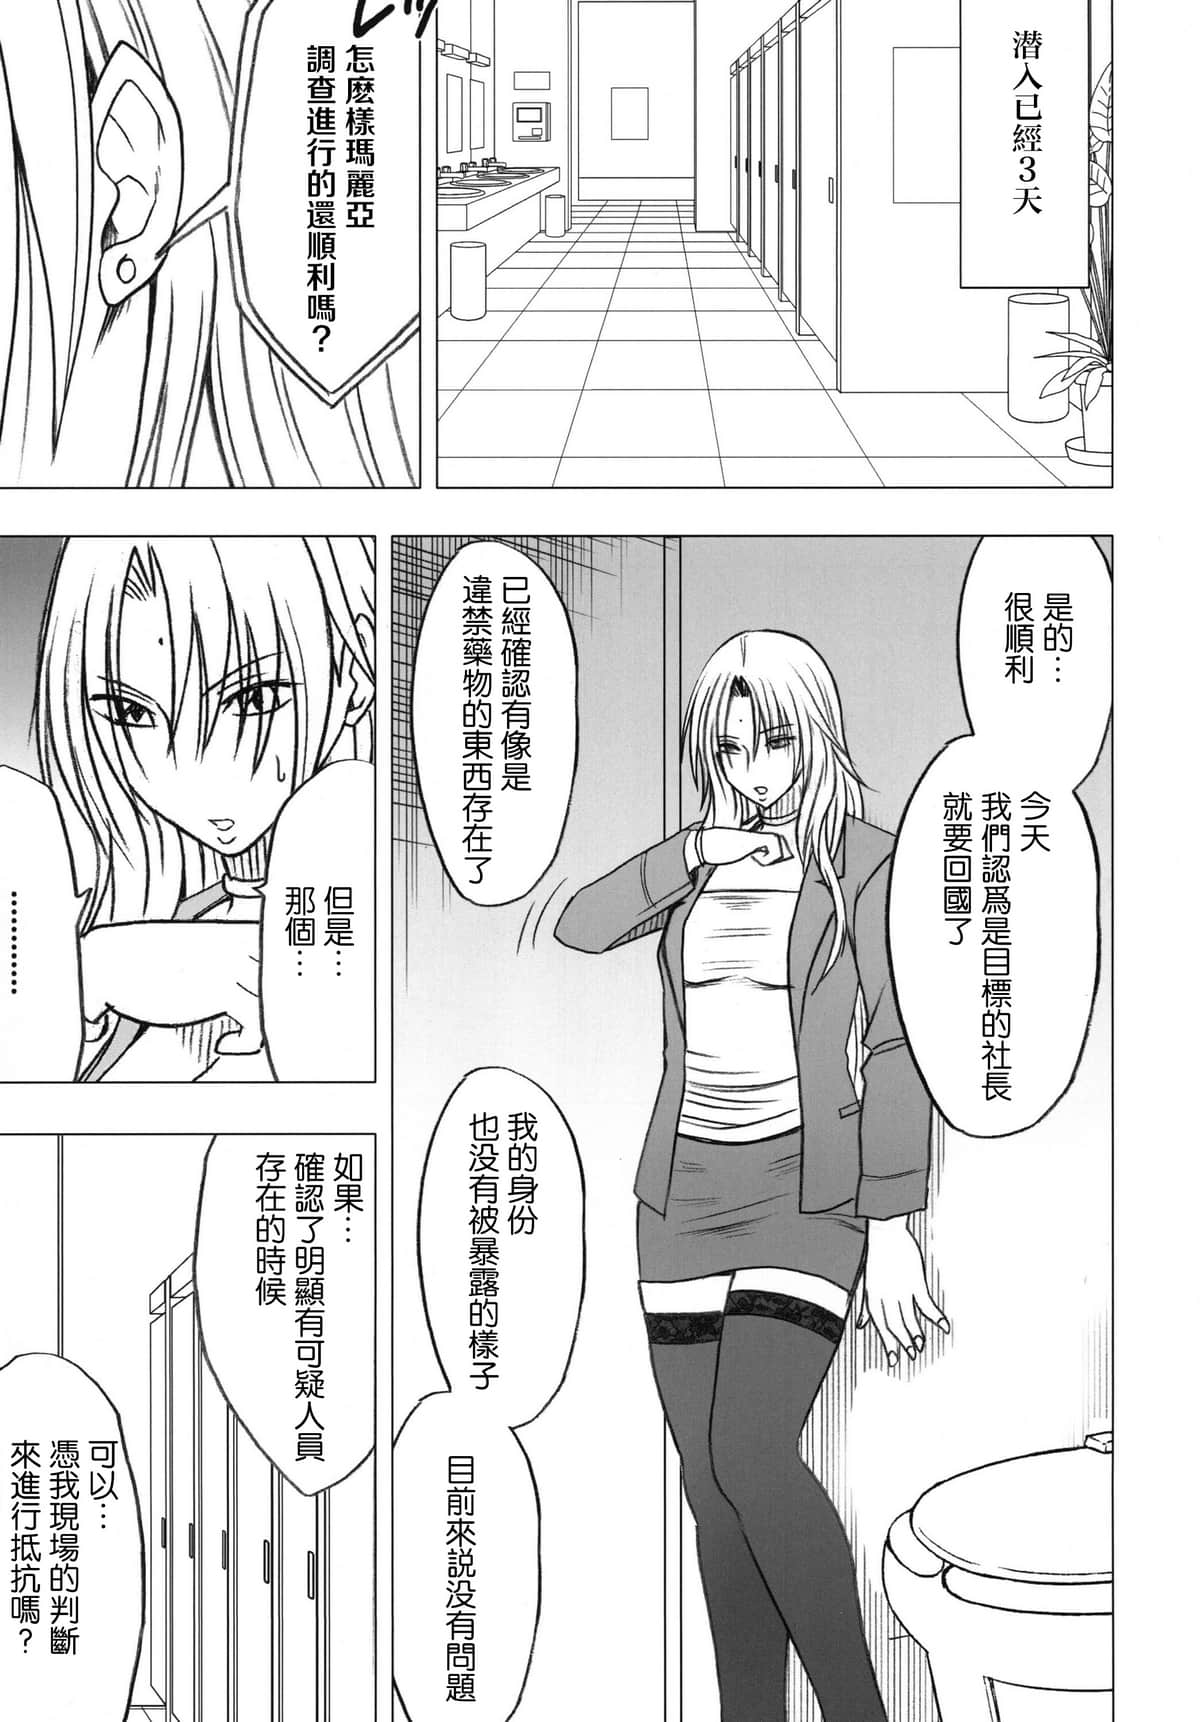 潜入已經3天
怎麽樣瑪麗亞
調查進行的還順利嗎？
是的…
很順利
今天
我們認爲是目標的社長
就要回國了
已經確認有像是
違禁藥物的東西存在了
我的身份
也没有被暴露的樣子
目前來説没有問題
但是…
那個…
………
如果…
確認了明顯有可疑人員
存在的時候
可以…
憑我現場的判斷
來進行抵抗嗎？